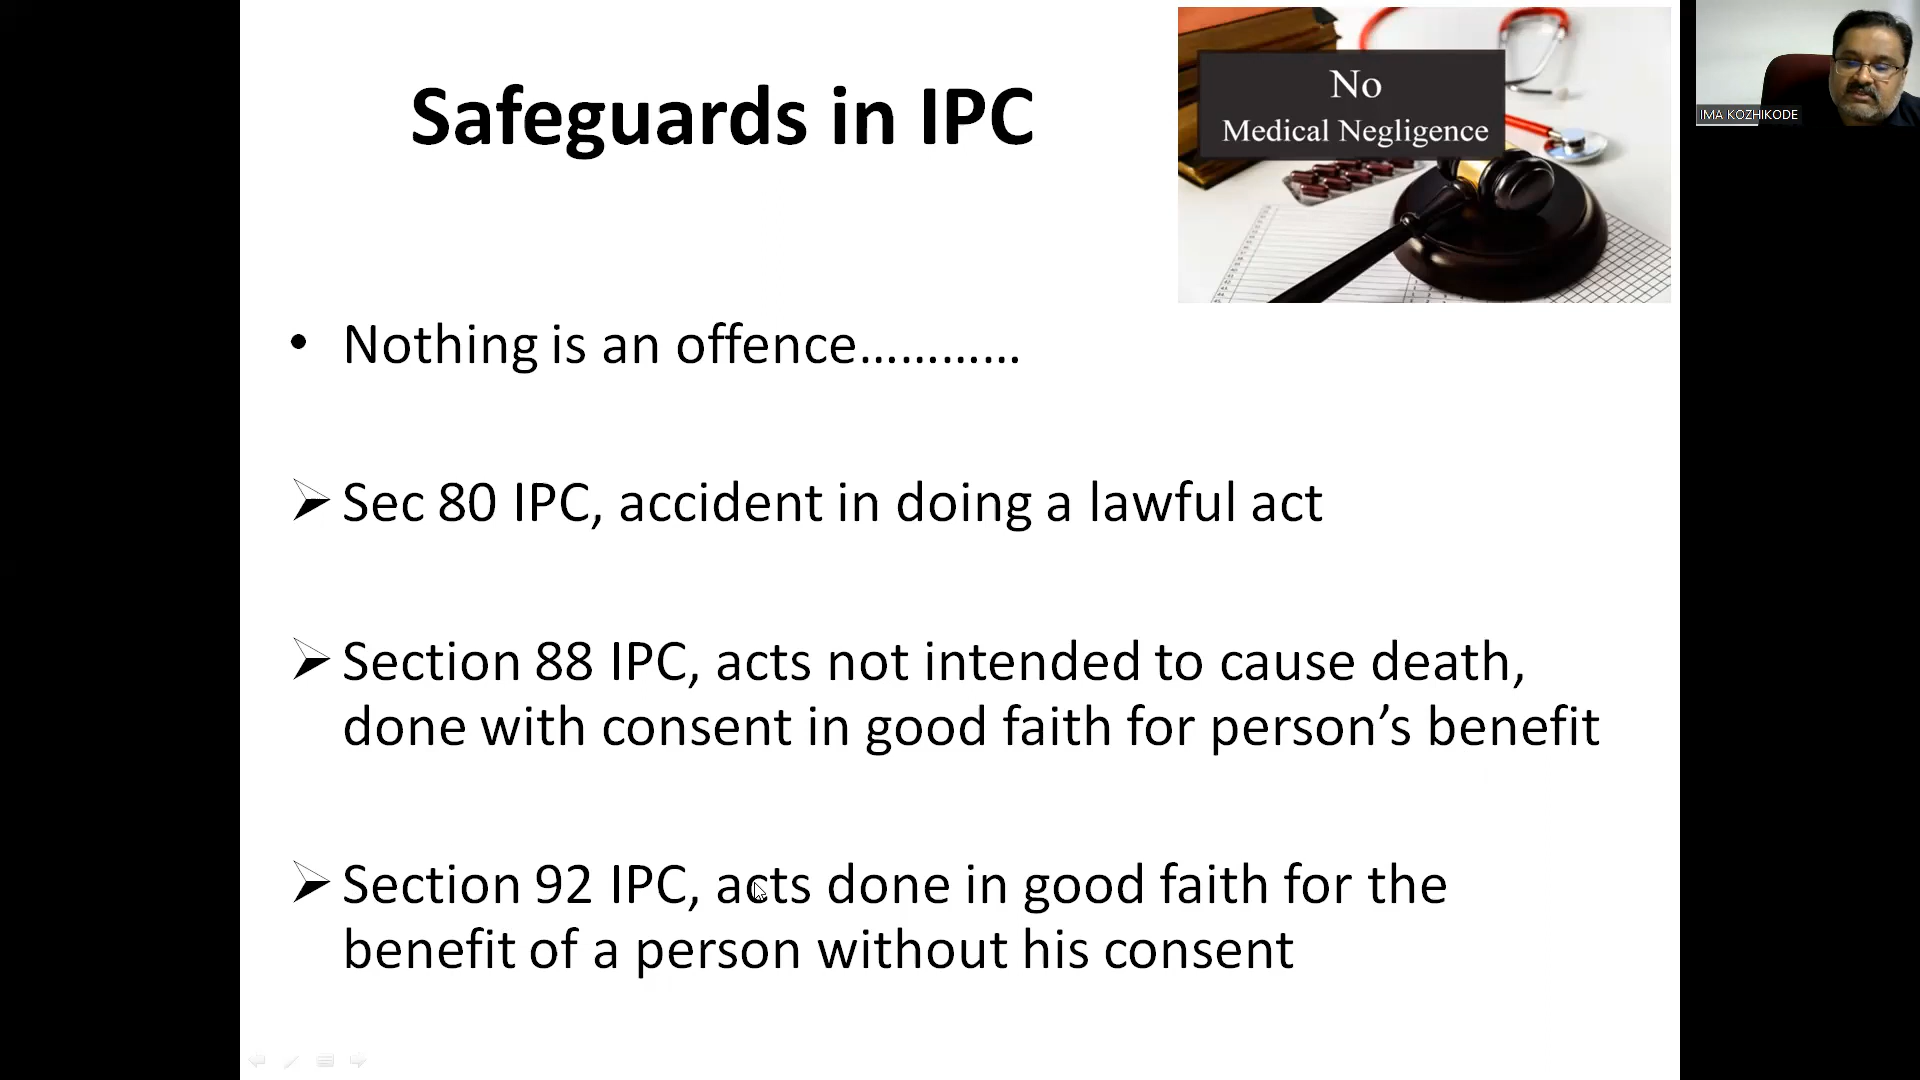 Safeguards in IPC
No
Medical Negligence
IMA KOZHIKODE
• Nothing is an offence…………
➢ Sec 80 IPC, accident in doing a lawful act
➢ Section 88 IPC, acts not intended to cause death,
done with consent in good faith for person’s benefit
➢ Section 92 IPC, acts done in good faith for the
benefit of a person without his consent